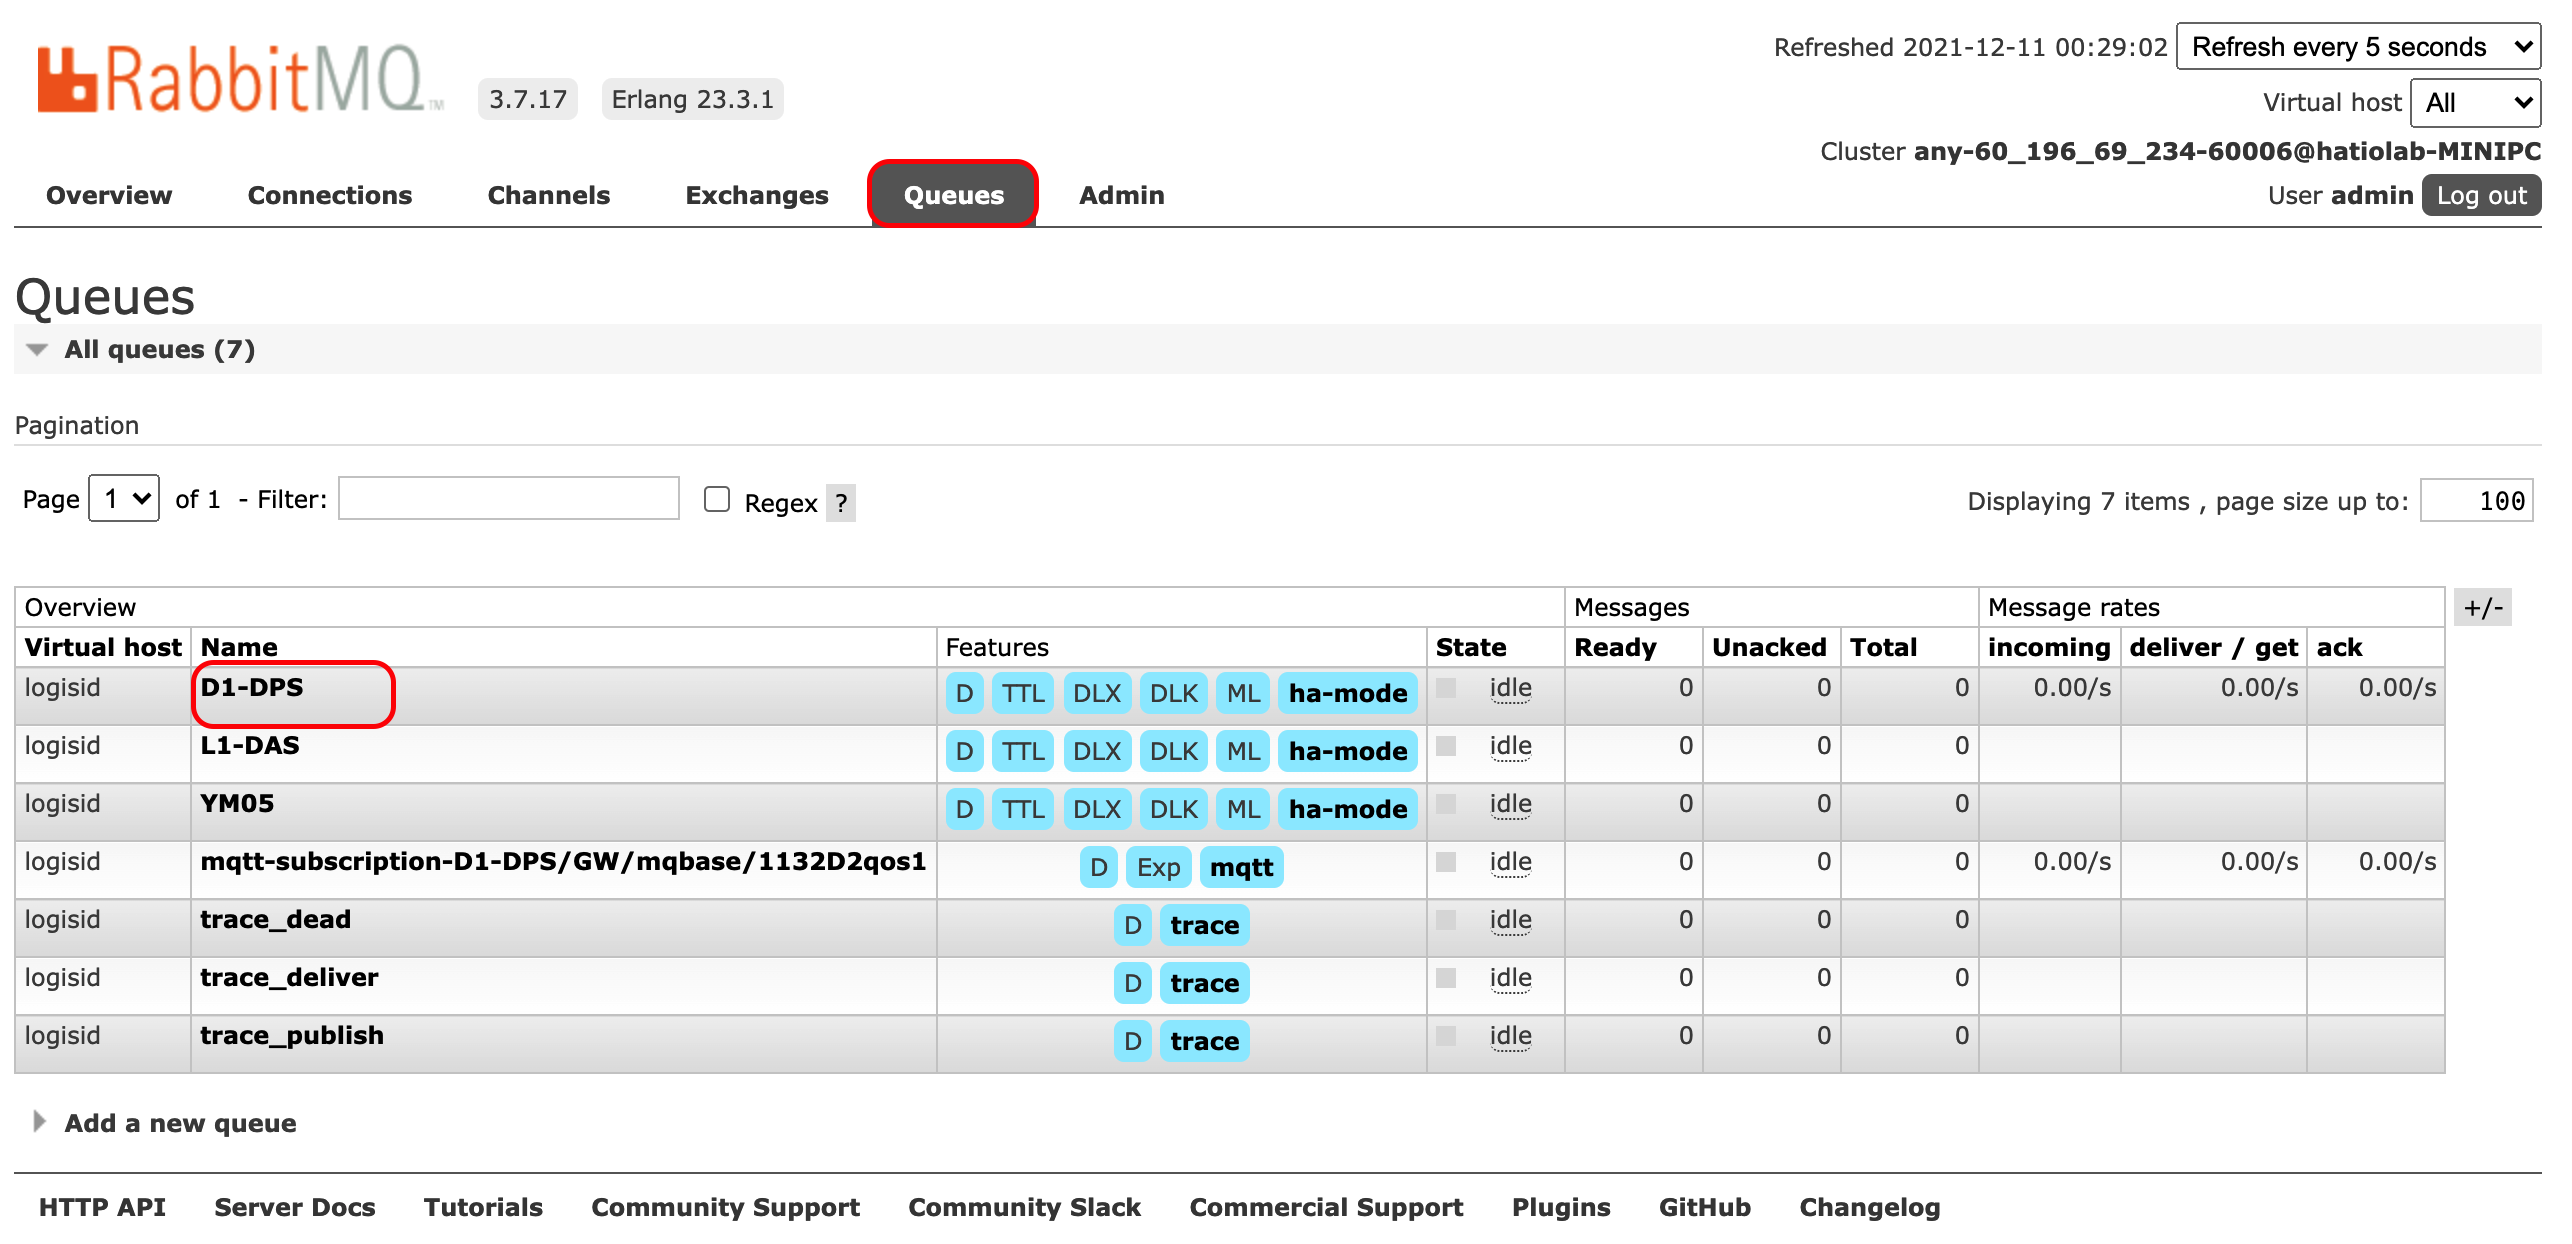 RabbitMQ™ 3.7.17 Erlang 23.3.1
Refreshed 2021-12-11 00:29:02 Refresh every 5 seconds
Virtual host All
Cluster any-60_196_69_234-60006@hatiolab-MINIPC
User admin Log out
Overview Connections Channels Exchanges Queues Admin
Queues
All queues (7)
Pagination
Page 1 of 1 - Filter: Regex ? Displaying 7 items , page size up to: 100
Overview Messages Message rates +/-
Virtual host Name Features State Ready Unacked Total incoming deliver / get ack
logisid D1-DPS D TTL DLX DLK ML ha-mode idle 0 0 0 0.00/s 0.00/s 0.00/s
logisid L1-DAS D TTL DLX DLK ML ha-mode idle 0 0 0
logisid YM05 D TTL DLX DLK ML ha-mode idle 0 0 0
logisid mqtt-subscription-D1-DPS/GW/mqbase/1132D2qos1 D Exp mqtt idle 0 0 0 0.00/s 0.00/s 0.00/s
logisid trace_dead D trace idle 0 0 0
logisid trace_deliver D trace idle 0 0 0
logisid trace_publish D trace idle 0 0 0
Add a new queue
HTTP API Server Docs Tutorials Community Support Community Slack Commercial Support Plugins GitHub Changelog